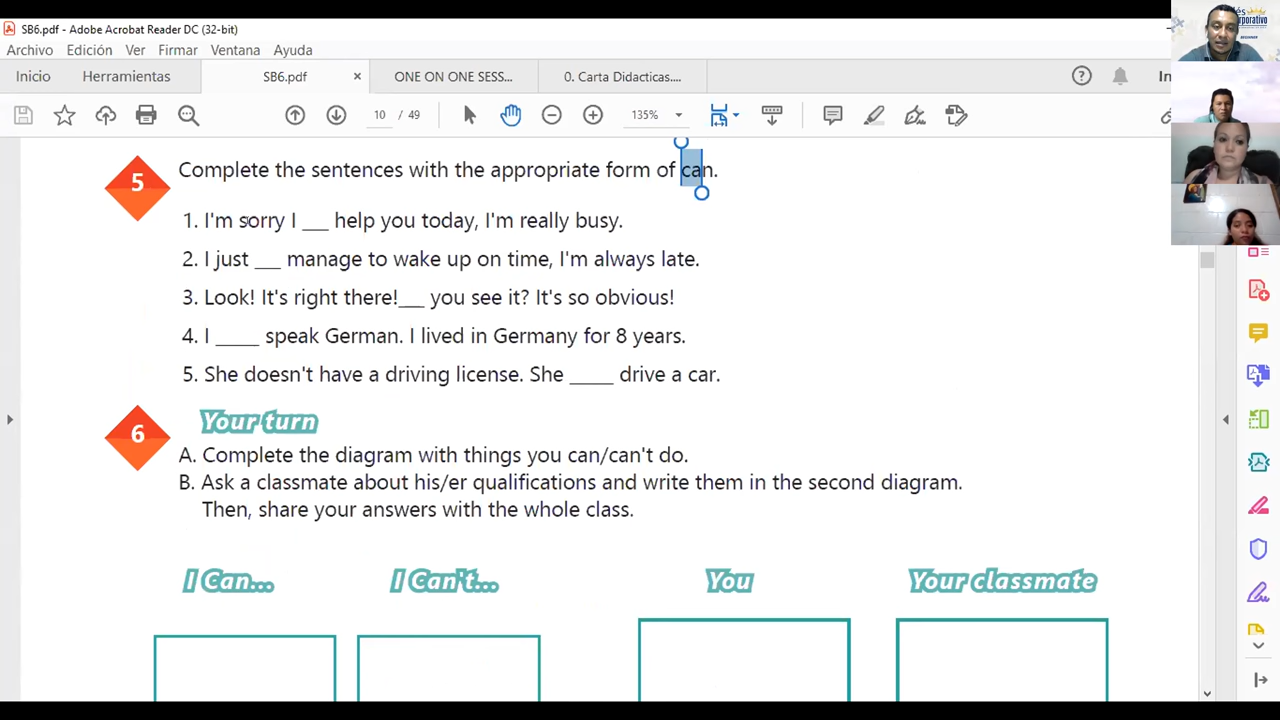 SB6.pdf - Adobe Acrobat Reader DC (32-bit)
Archivo Edición Ver Firmar Ventana Ayuda
Inicio Herramientas SB6.pdf × ONE ON ONE SESS... 0. Carta Didacticas.... In
10 / 49 135%
5 Complete the sentences with the appropriate form of can.
1. I'm sorry I ___ help you today, I'm really busy.
2. I just ___ manage to wake up on time, I'm always late.
3. Look! It's right there!___ you see it? It's so obvious!
4. I _____ speak German. I lived in Germany for 8 years.
5. She doesn't have a driving license. She _____ drive a car.
6 Your turn
A. Complete the diagram with things you can/can't do.
B. Ask a classmate about his/er qualifications and write them in the second diagram.
Then, share your answers with the whole class.
I Can... I Can't... You Your classmate